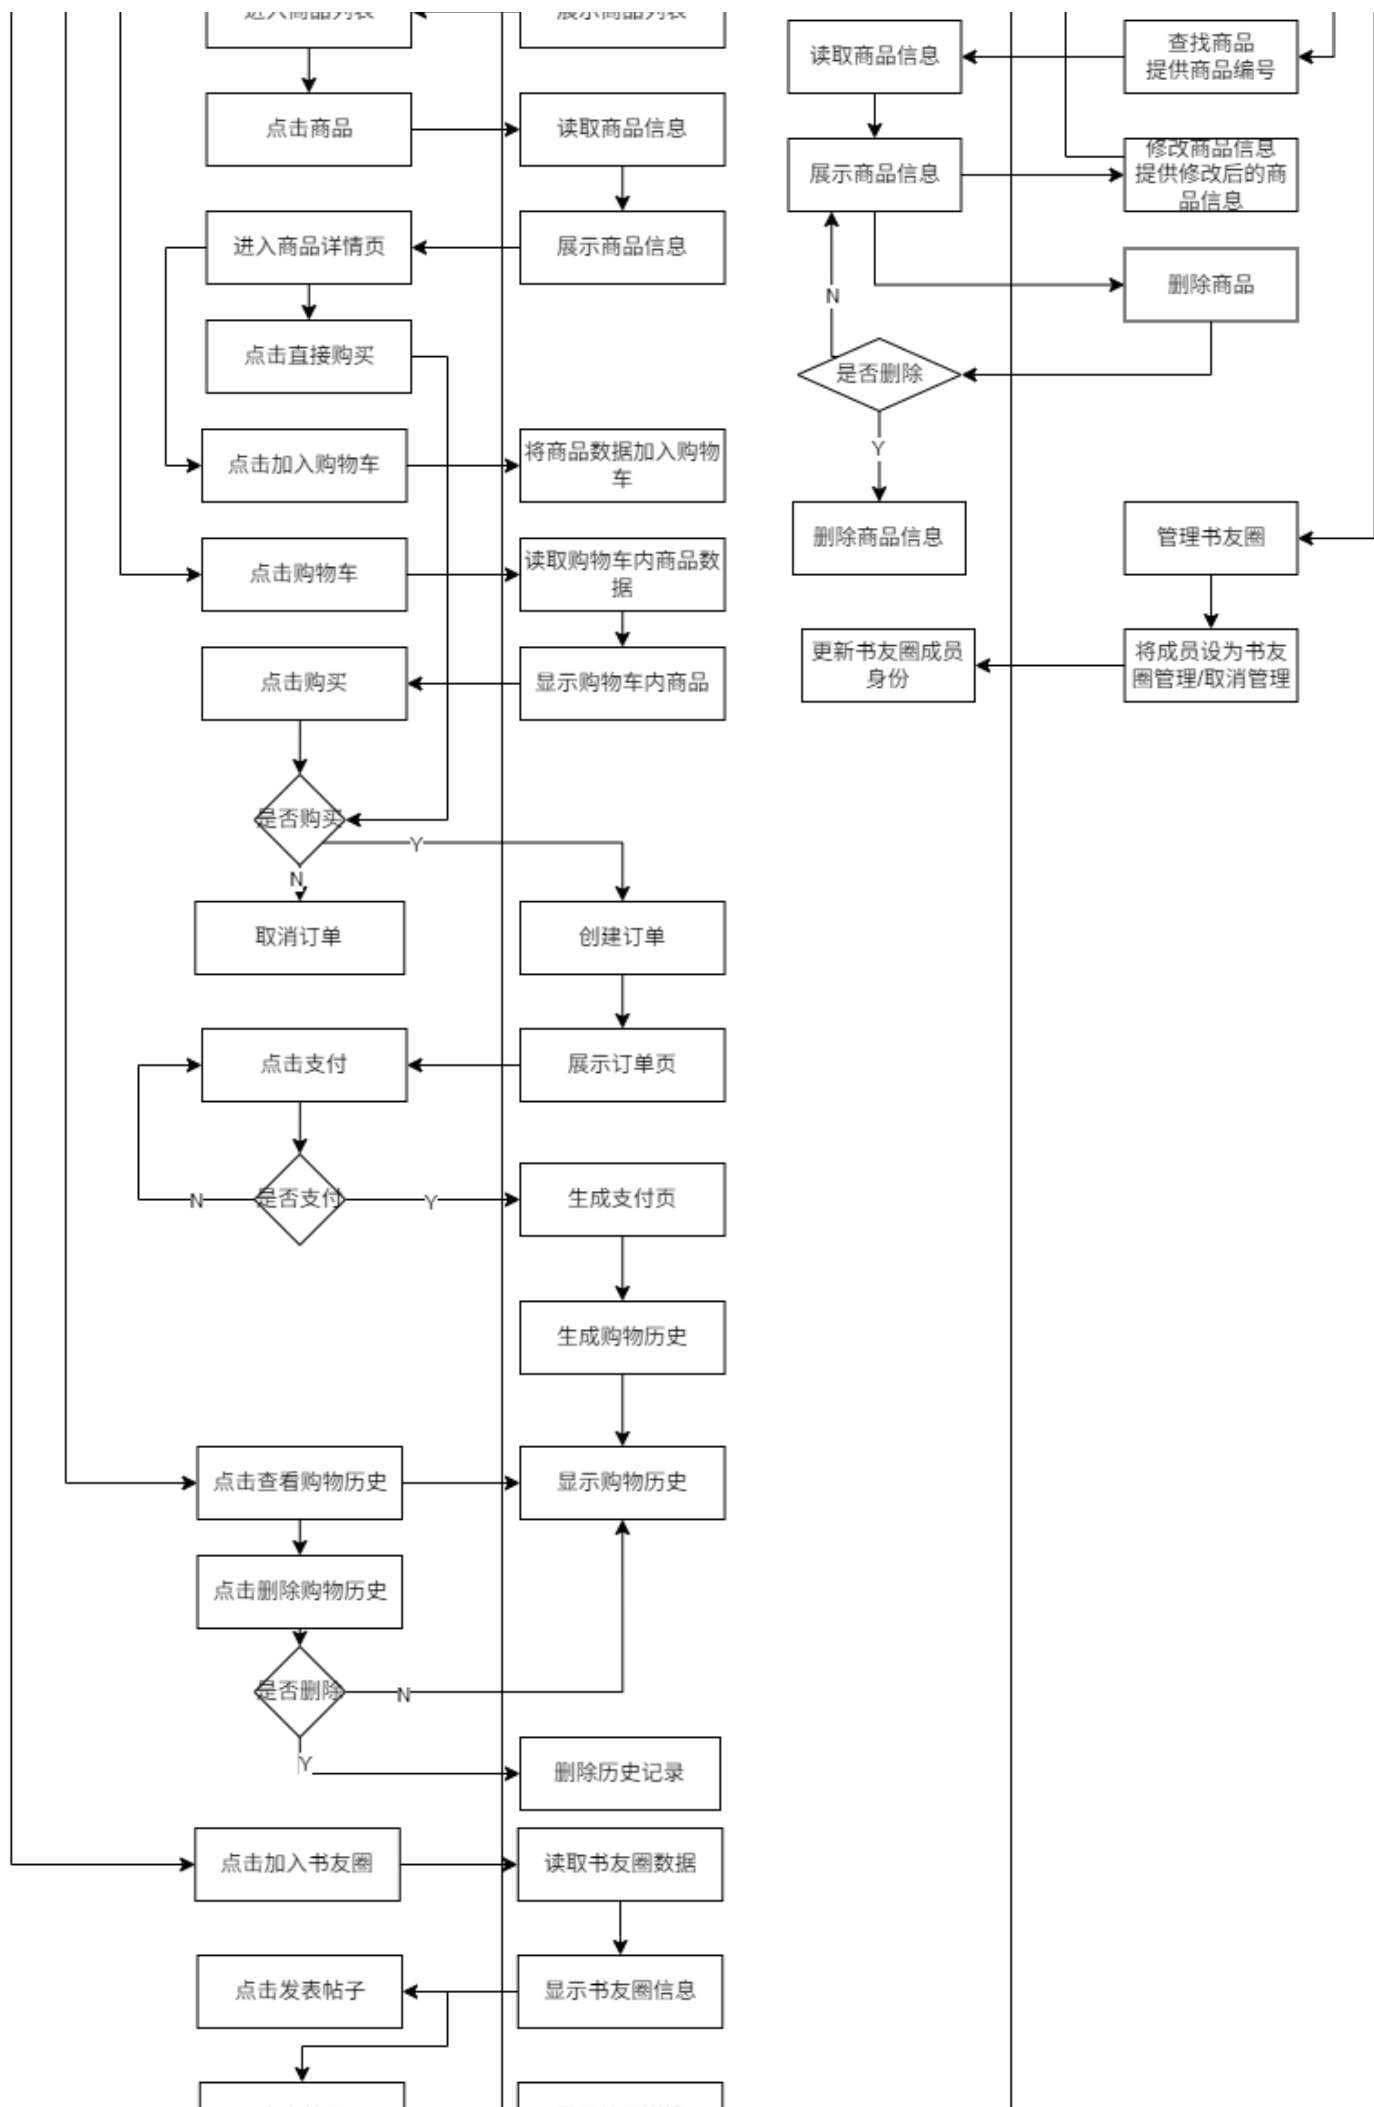 进入商品列表
展示商品列表
读取商品信息
查找商品
提供商品编号
点击商品
读取商品信息
展示商品信息
修改商品信息
提供修改后的商
品信息
进入商品详情页
展示商品信息
删除商品
N
点击直接购买
是否删除
Y
点击加入购物车
将商品数据加入购物
车
删除商品信息
管理书友圈
点击购物车
读取购物车内商品数
据
更新书友圈成员
身份
将成员设为书友
圈管理/取消管理
点击购买
显示购物车内商品
是否购买
Y
N
取消订单
创建订单
点击支付
展示订单页
N
是否支付
Y
生成支付页
生成购物历史
点击查看购物历史
显示购物历史
点击删除购物历史
是否删除
N
Y
删除历史记录
点击加入书友圈
读取书友圈数据
点击发表帖子
显示书友圈信息